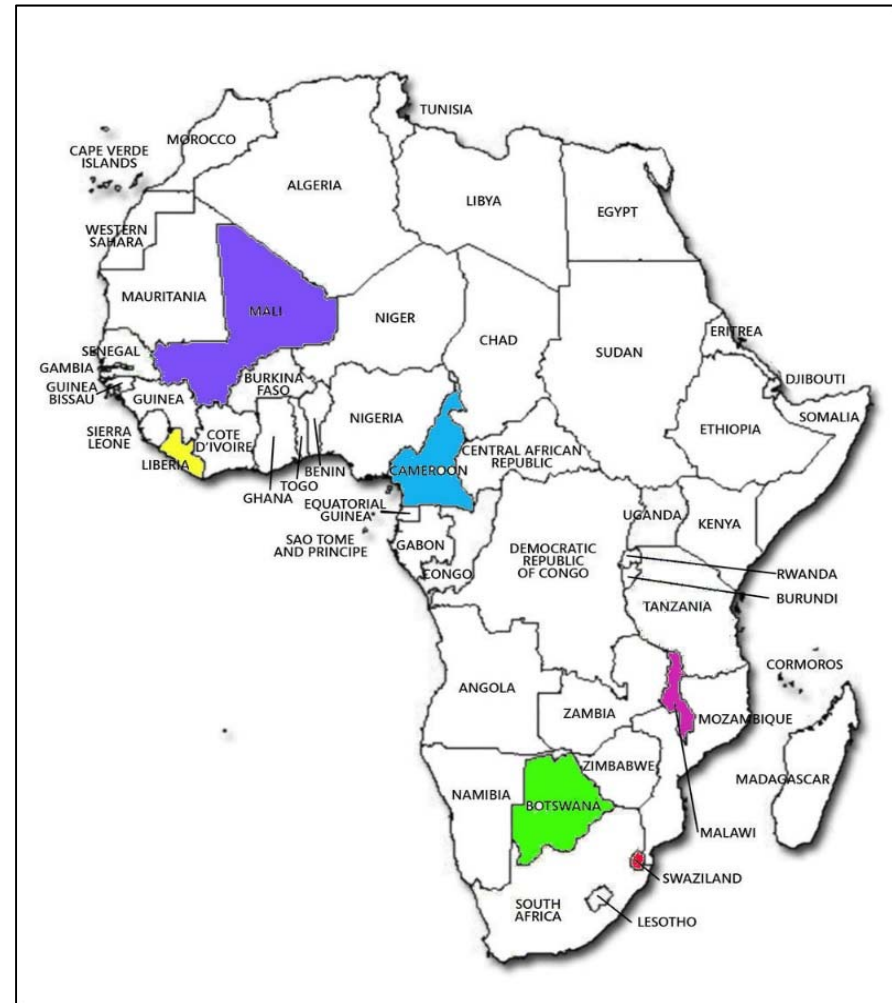 TUNISIA
MOROCCO
CAPE VERDE
ISLANDS
ALGERIA
LIBYA
EGYPT
WESTERN
SAHARA
MAURITANIA
MALI
NIGER
CHAD
SUDAN
ERITREA
SENEGAL
GAMBIA
GUINEA
BISSAU
GUINEA
BURKINA
FASO
DJIBOUTI
SOMALIA
NIGERIA
ETHIOPIA
SIERRA
LEONE
COTE
D'IVOIRE
LIBERIA
GHANA
TOGO
BENIN
CAMEROON
CENTRAL AFRICAN
REPUBLIC
EQUATORIAL
GUINEA*
SAO TOME
AND PRINCIPE
GABON
CONGO
DEMOCRATIC
REPUBLIC
OF CONGO
UGANDA
KENYA
RWANDA
BURUNDI
TANZANIA
CORMOROS
ANGOLA
ZAMBIA
MOZAMBIQUE
ZIMBABWE
MADAGASCAR
NAMIBIA
BOTSWANA
MALAWI
SWAZILAND
SOUTH
AFRICA
LESOTHO